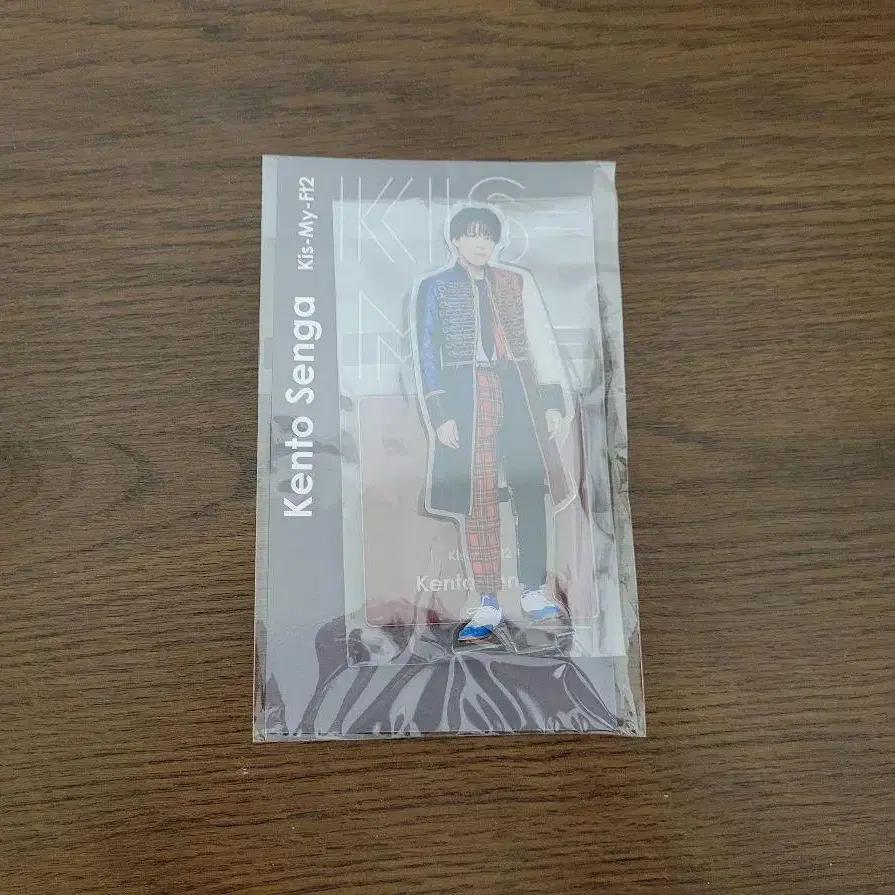 Kento Senga
Kis-My-Ft2
KIS
Kento